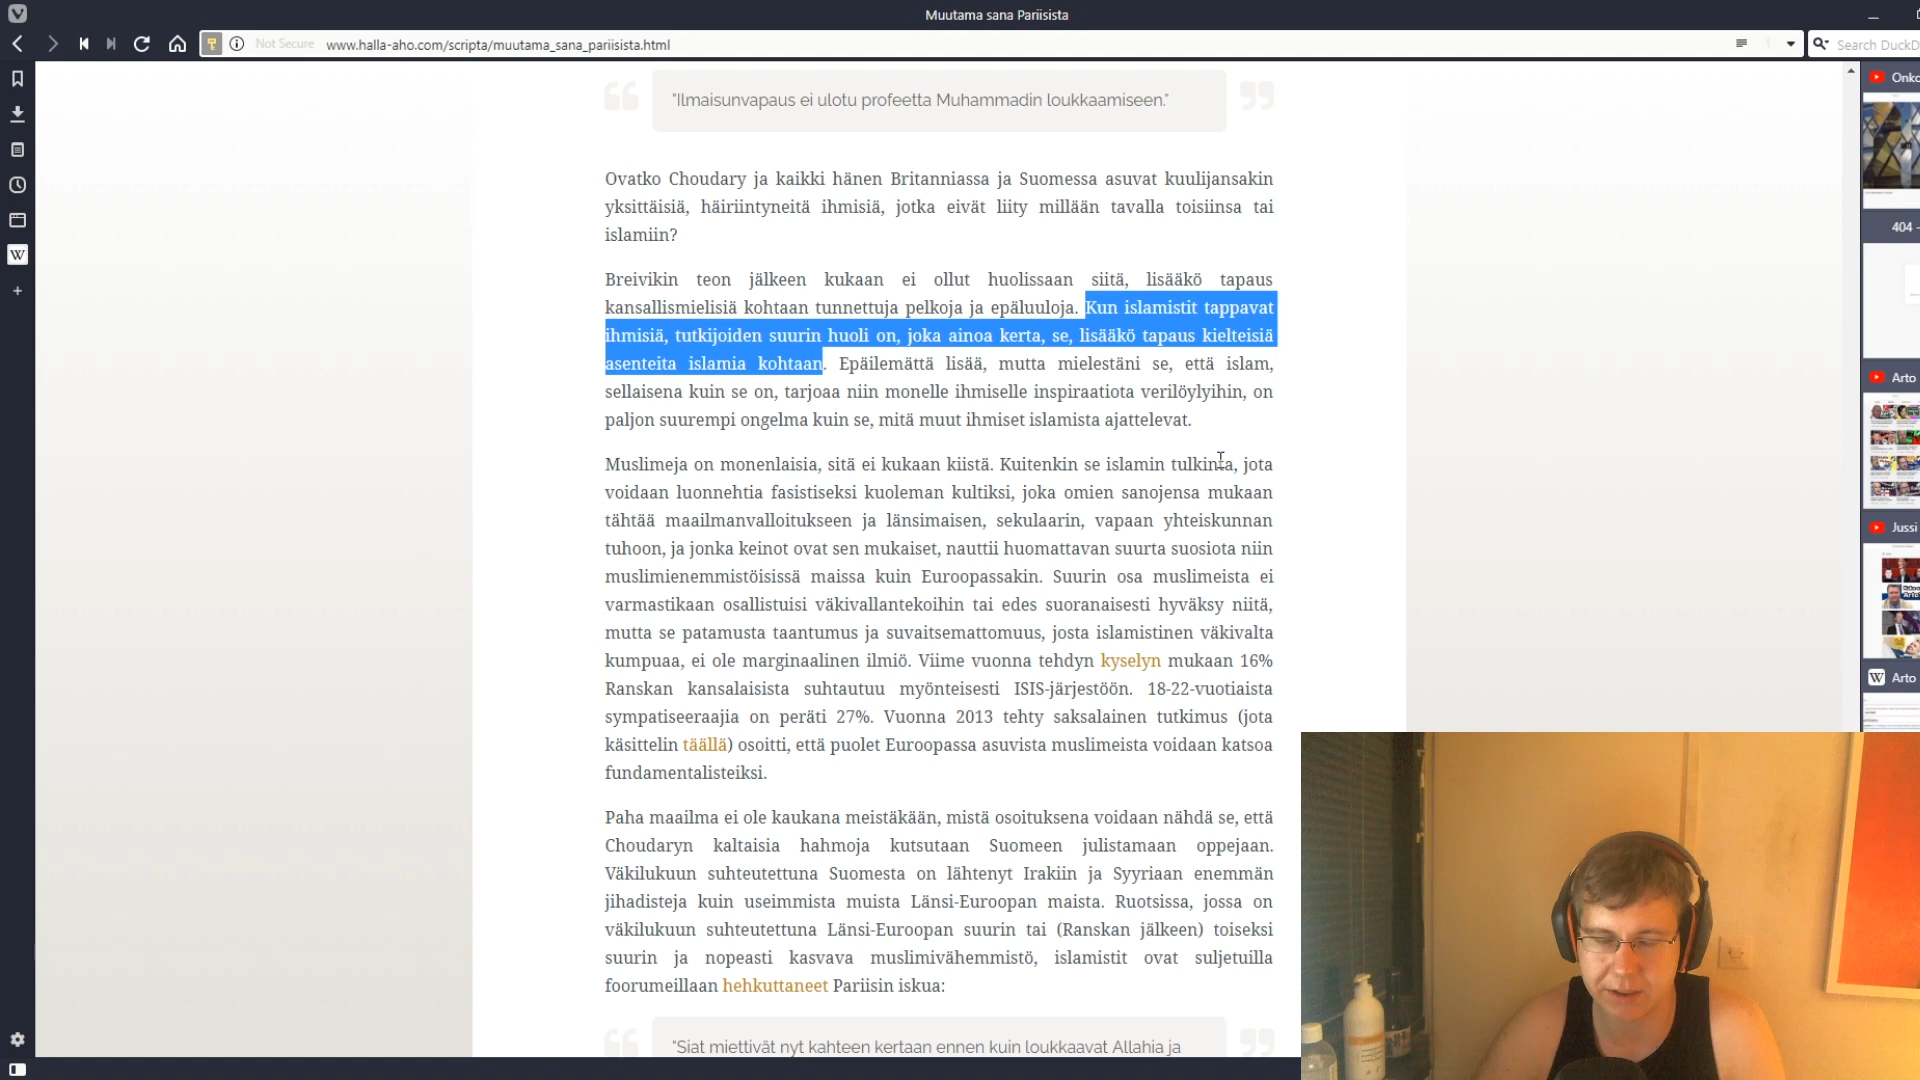 Muutama sana Pariisista
Not Secure
www.halla-aho.com/scripta/muutama_sana_pariisista.html
Search DuckD
"Ilmaisunvapaus ei ulotu profeetta Muhammadin loukkaamiseen."
Ovatko Choudary ja kaikki hänen Britanniassa ja Suomessa asuvat kuulijansakin
yksittäisiä, häiriintyneitä ihmisiä, jotka eivät liity millään tavalla toisiinsa tai
islamiin?
Breivikin teon jälkeen kukaan ei ollut huolissaan siitä, lisääkö tapaus
kansallismielisiä kohtaan tunnettuja pelkoja ja epäluuloja. Kun islamistit tappavat
ihmisiä, tutkijoiden suurin huoli on, joka ainoa kerta, se, lisääkö tapaus kielteisiä
asenteita islamia kohtaan. Epäilemättä lisää, mutta mielestäni se, että islam,
sellaisena kuin se on, tarjoaa niin monelle ihmiselle inspiraatiota verilöylyihin, on
paljon suurempi ongelma kuin se, mitä muut ihmiset islamista ajattelevat.
Muslimeja on monenlaisia, sitä ei kukaan kiistä. Kuitenkin se islamin tulkinta, jota
voidaan luonnehtia fasistiseksi kuoleman kultiksi, joka omien sanojensa mukaan
tähtää maailmanvalloitukseen ja länsimaisen, sekulaarin, vapaan yhteiskunnan
tuhoon, ja jonka keinot ovat sen mukaiset, nauttii huomattavan suurta suosiota niin
muslimienemmistöisissä maissa kuin Euroopassakin. Suurin osa muslimeista ei
varmastikaan osallistuisi väkivallantekoihin tai edes suoranaisesti hyväksy niitä,
mutta se patamusta taantumus ja suvaitsemattomuus, josta islamistinen väkivalta
kumpuaa, ei ole marginaalinen ilmiö. Viime vuonna tehdyn kyselyn mukaan 16%
Ranskan kansalaisista suhtautuu myönteisesti ISIS-järjestöön. 18-22-vuotiaista
sympatiseeraajia on peräti 27%. Vuonna 2013 tehty saksalainen tutkimus (jota
käsittelin täällä) osoitti, että puolet Euroopassa asuvista muslimeista voidaan katsoa
fundamentalisteiksi.
Paha maailma ei ole kaukana meistäkään, mistä osoituksena voidaan nähdä se, että
Choudaryn kaltaisia hahmoja kutsutaan Suomeen julistamaan oppejaan.
Väkilukuun suhteutettuna Suomesta on lähtenyt Irakiin ja Syyriaan enemmän
jihadisteja kuin useimmista muista Länsi-Euroopan maista. Ruotsissa, jossa on
väkilukuun suhteutettuna Länsi-Euroopan suurin tai (Ranskan jälkeen) toiseksi
suurin ja nopeasti kasvava muslimivähemmistö, islamistit ovat suljetuilla
foorumeillaan hehkuttaneet Pariisin iskua:
"Siat miettivät nyt kahteen kertaan ennen kuin loukkaavat Allahia ja
Onko
404 -
Arto
Jussi
W Arto